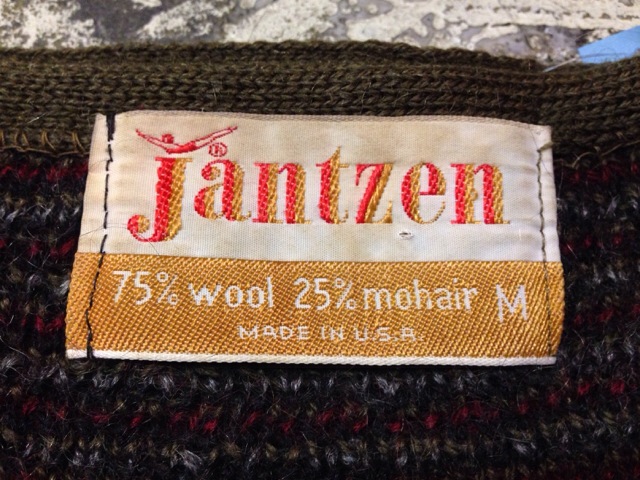 Jantzen ®
75% wool 25% mohair M
MADE IN U.S.A.